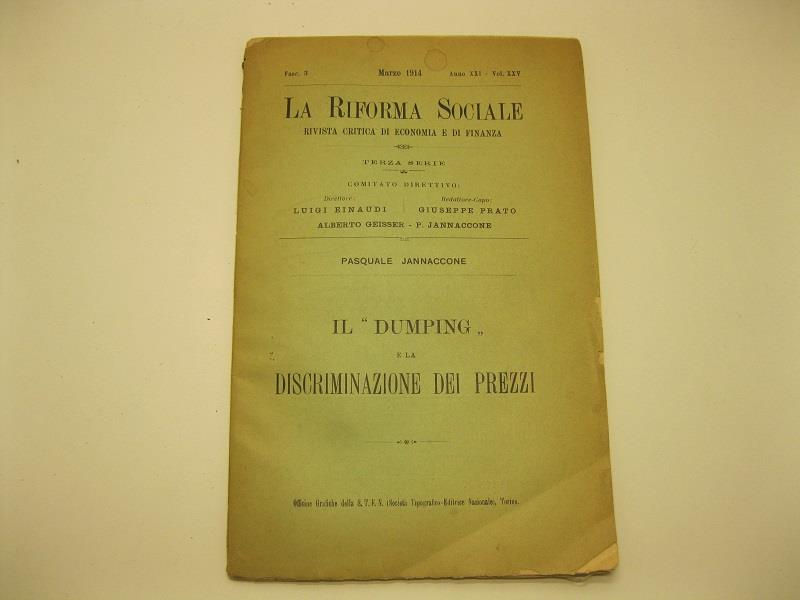 Fasc. 3 Marzo 1914 Anno XXI - Vol. XXV
LA RIFORMA SOCIALE
RIVISTA CRITICA DI ECONOMIA E DI FINANZA
TERZA SERIE
COMITATO DIRETTIVO:
Direttore: Redattore-Capo:
LUIGI EINAUDI GIUSEPPE PRATO
ALBERTO GEISSER - P. JANNACCONE
PASQUALE JANNACCONE
IL “ DUMPING „
E LA
DISCRIMINAZIONE DEI PREZZI
Officine Grafiche della S. T. E. N. (Società Tipografico-Editrice Nazionale), Torino.